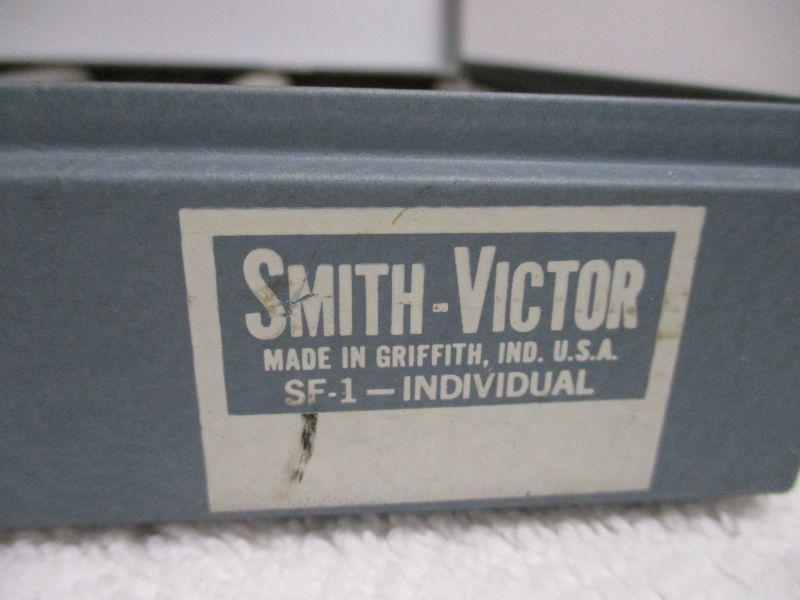 SMITH-VICTOR
MADE IN GRIFFITH, IND. U.S.A.
SF-1 — INDIVIDUAL